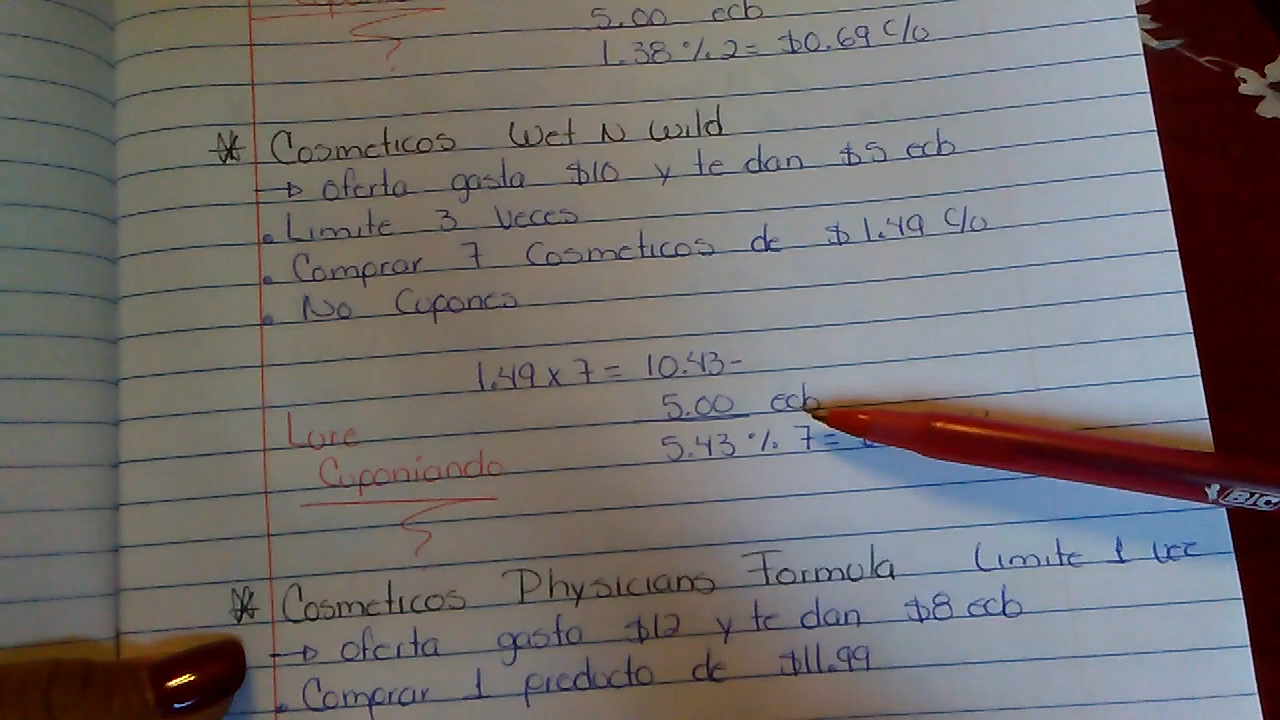 5.00 ecb
1.38 % 2 = $0.69 c/o
* Cosmeticos Wet N Wild
→ oferta gasta $10 y te dan $5 ecb
. Limite 3 Veces
. Comprar 7 Cosmeticos de $1.49 c/o
. No Cupones
1.49 x 7 = 10.43-
5.00 ecb
Lore
5.43 % 7 =
Cuponiando
BIC
* Cosmeticos Physicians Formula Limite 1
→ oferta gasta $12 y te dan $8 ecb
. Comprar 1 producto de $11.99